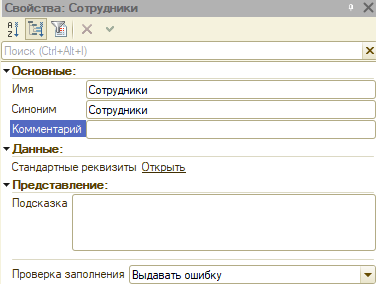 Свойства: Сотрудники
Поиск (Ctrl+Alt+I)
Основные:
Имя Сотрудники
Синоним Сотрудники
Комментарий
Данные:
Стандартные реквизиты Открыть
Представление:
Подсказка
Проверка заполнения Выдавать ошибку